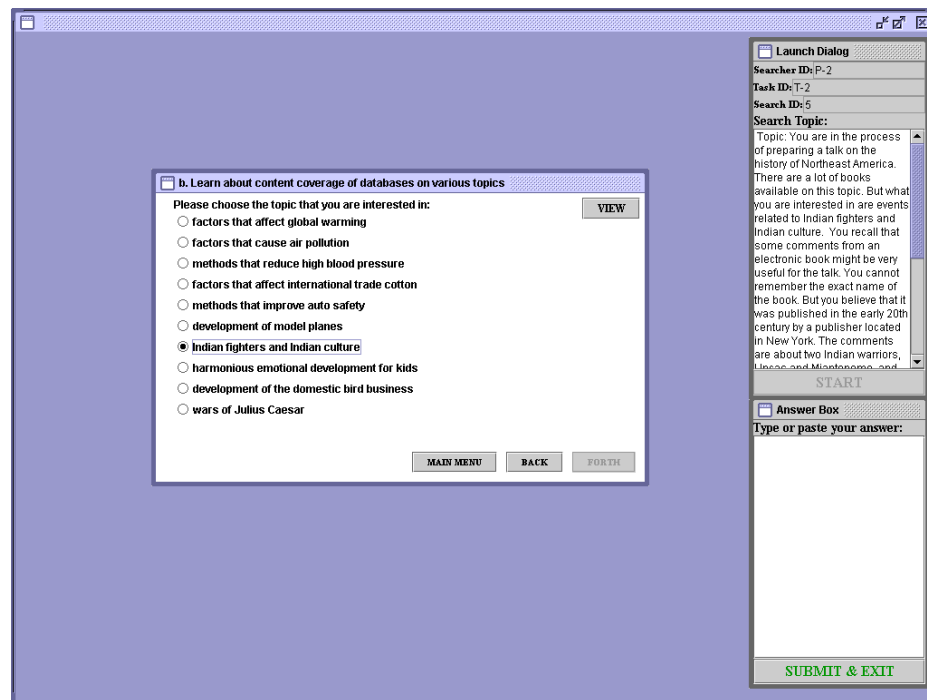 b. Learn about content coverage of databases on various topics
Please choose the topic that you are interested in:
VIEW
factors that affect global warming
factors that cause air pollution
methods that reduce high blood pressure
factors that affect international trade cotton
methods that improve auto safety
development of model planes
Indian fighters and Indian culture
harmonious emotional development for kids
development of the domestic bird business
wars of Julius Caesar
MAIN MENU
BACK
FORTH
Launch Dialog
Searcher ID: P-2
Task ID: T-2
Search ID: 5
Search Topic:
Topic: You are in the process
of preparing a talk on the
history of Northeast America.
There are a lot of books
available on this topic. But what
you are interested in are events
related to Indian fighters and
Indian culture. You recall that
some comments from an
electronic book might be very
useful for the talk. You cannot
remember the exact name of
the book. But you believe that it
was published in the early 20th
century by a publisher located
in New York. The comments
are about two Indian warriors,
Uncas and Miantonomo, and
START
Answer Box
Type or paste your answer:
SUBMIT & EXIT